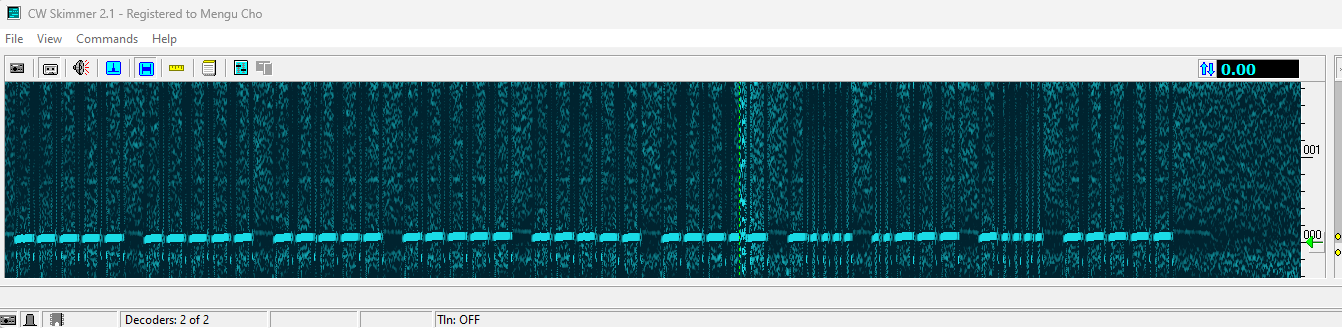 CW Skimmer 2.1 - Registered to Mengu Cho
File View Commands Help
0.00
001
000
Decoders: 2 of 2
Tln: OFF